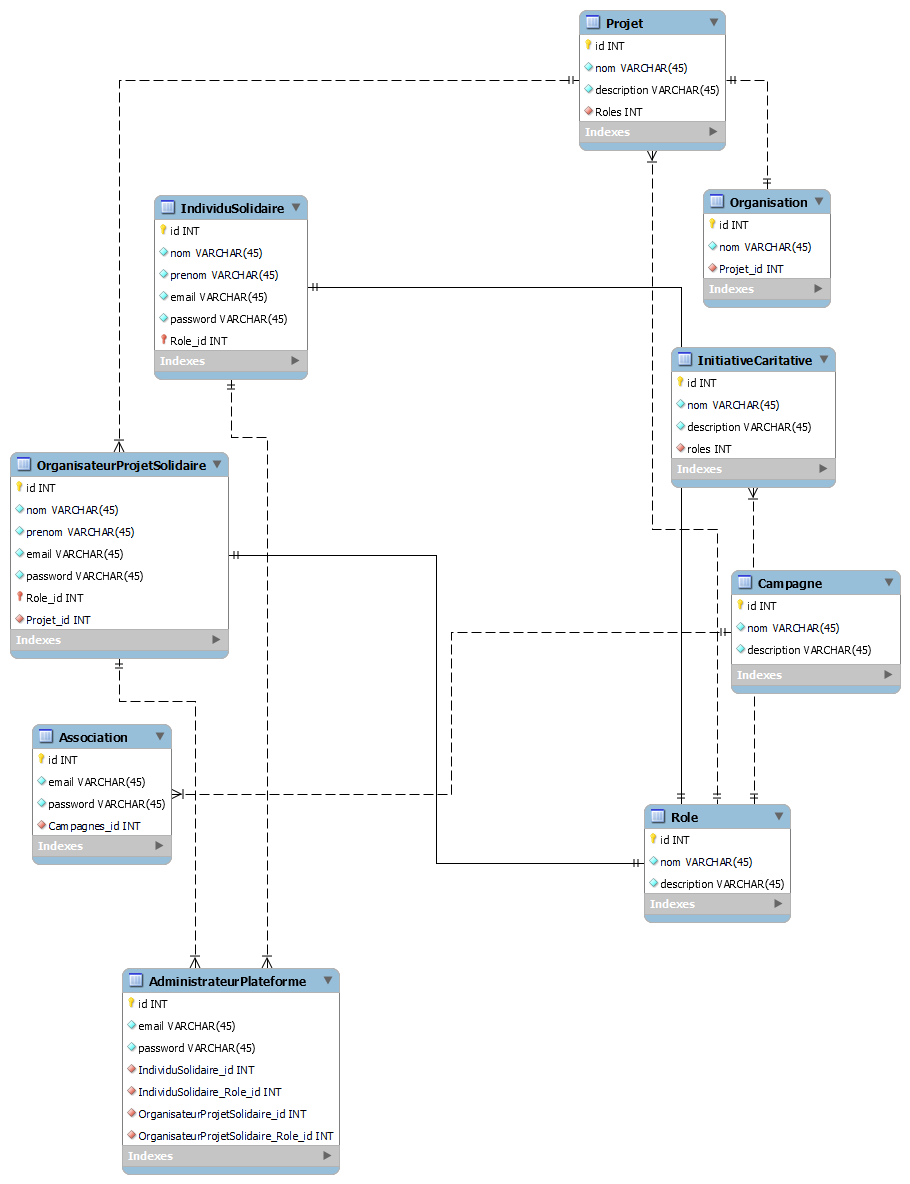 Projet
id INT
nom VARCHAR(45)
description VARCHAR(45)
Roles INT
Indexes
Organisation
id INT
nom VARCHAR(45)
Projet_id INT
Indexes
IndividuSolidaire
id INT
nom VARCHAR(45)
prenom VARCHAR(45)
email VARCHAR(45)
password VARCHAR(45)
Role_id INT
Indexes
InitiativeCaritative
id INT
nom VARCHAR(45)
description VARCHAR(45)
roles INT
Indexes
OrganisateurProjetSolidaire
id INT
nom VARCHAR(45)
prenom VARCHAR(45)
email VARCHAR(45)
password VARCHAR(45)
Role_id INT
Projet_id INT
Indexes
Campagne
id INT
nom VARCHAR(45)
description VARCHAR(45)
Indexes
Association
id INT
email VARCHAR(45)
password VARCHAR(45)
Campagnes_id INT
Indexes
Role
id INT
nom VARCHAR(45)
description VARCHAR(45)
Indexes
AdministrateurPlateforme
id INT
email VARCHAR(45)
password VARCHAR(45)
IndividuSolidaire_id INT
IndividuSolidaire_Role_id INT
OrganisateurProjetSolidaire_id INT
OrganisateurProjetSolidaire_Role_id INT
Indexes